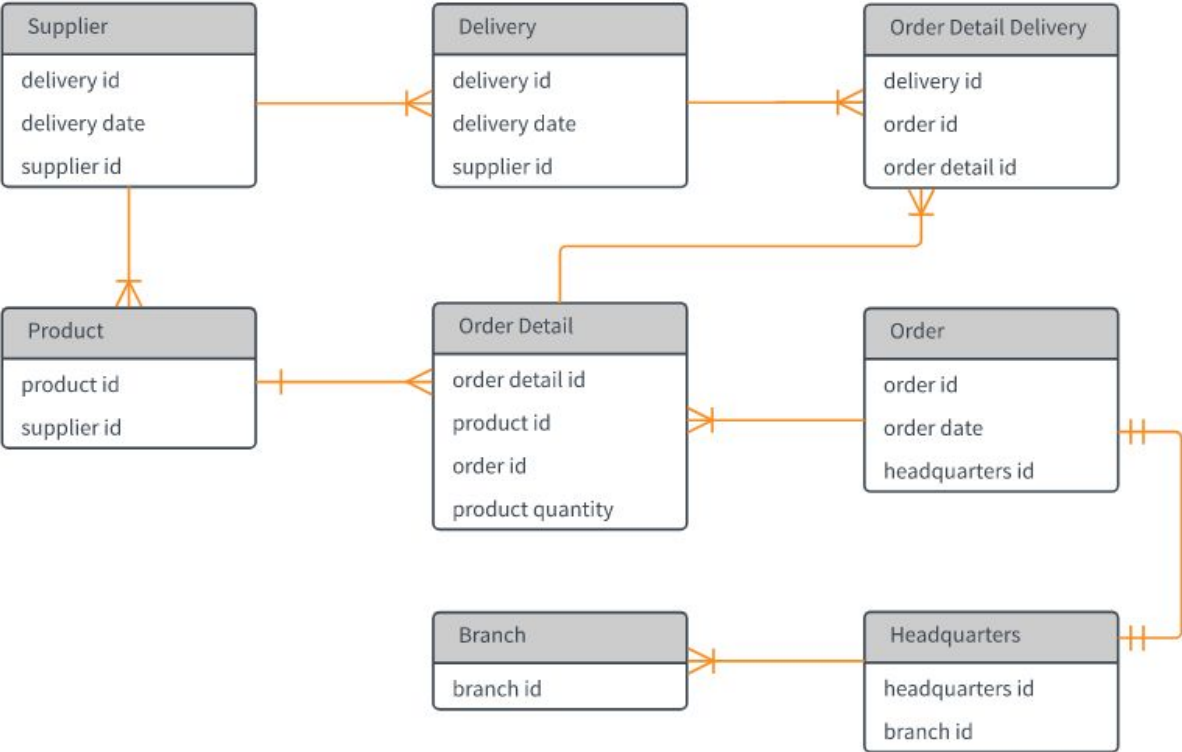 Supplier
delivery id
delivery date
supplier id
Delivery
delivery id
delivery date
supplier id
Order Detail Delivery
delivery id
order id
order detail id
Product
product id
supplier id
Order Detail
order detail id
product id
order id
product quantity
Order
order id
order date
headquarters id
Branch
branch id
Headquarters
headquarters id
branch id